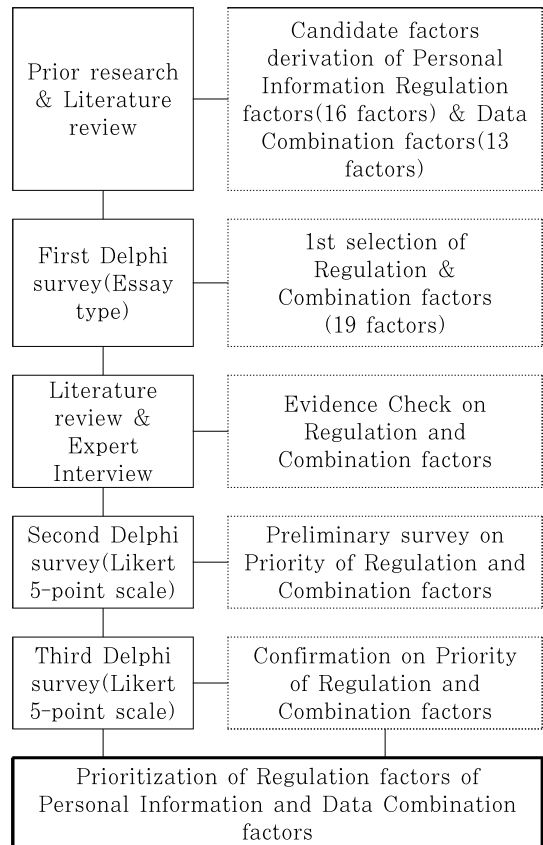 Prior research
& Literature
review
Candidate factors
derivation of Personal
Information Regulation
factors(16 factors) & Data
Combination factors(13
factors)
First Delphi
survey(Essay
type)
1st selection of
Regulation &
Combination factors
(19 factors)
Literature
review &
Expert
Interview
Evidence Check on
Regulation and
Combination factors
Second Delphi
survey(Likert
5-point scale)
Preliminary survey on
Priority of Regulation and
Combination factors
Third Delphi
survey(Likert
5-point scale)
Confirmation on Priority
of Regulation and
Combination factors
Prioritization of Regulation factors of
Personal Information and Data Combination
factors